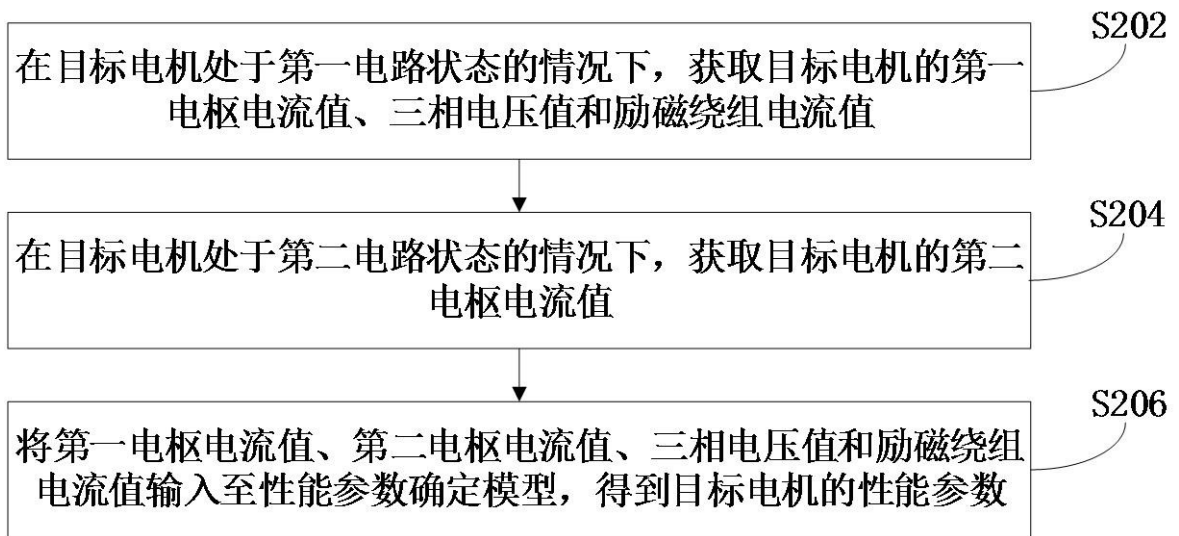 S202
在目标电机处于第一电路状态的情况下，获取目标电机的第一
电枢电流值、三相电压值和励磁绕组电流值
S204
在目标电机处于第二电路状态的情况下，获取目标电机的第二
电枢电流值
S206
将第一电枢电流值、第二电枢电流值、三相电压值和励磁绕组
电流值输入至性能参数确定模型，得到目标电机的性能参数